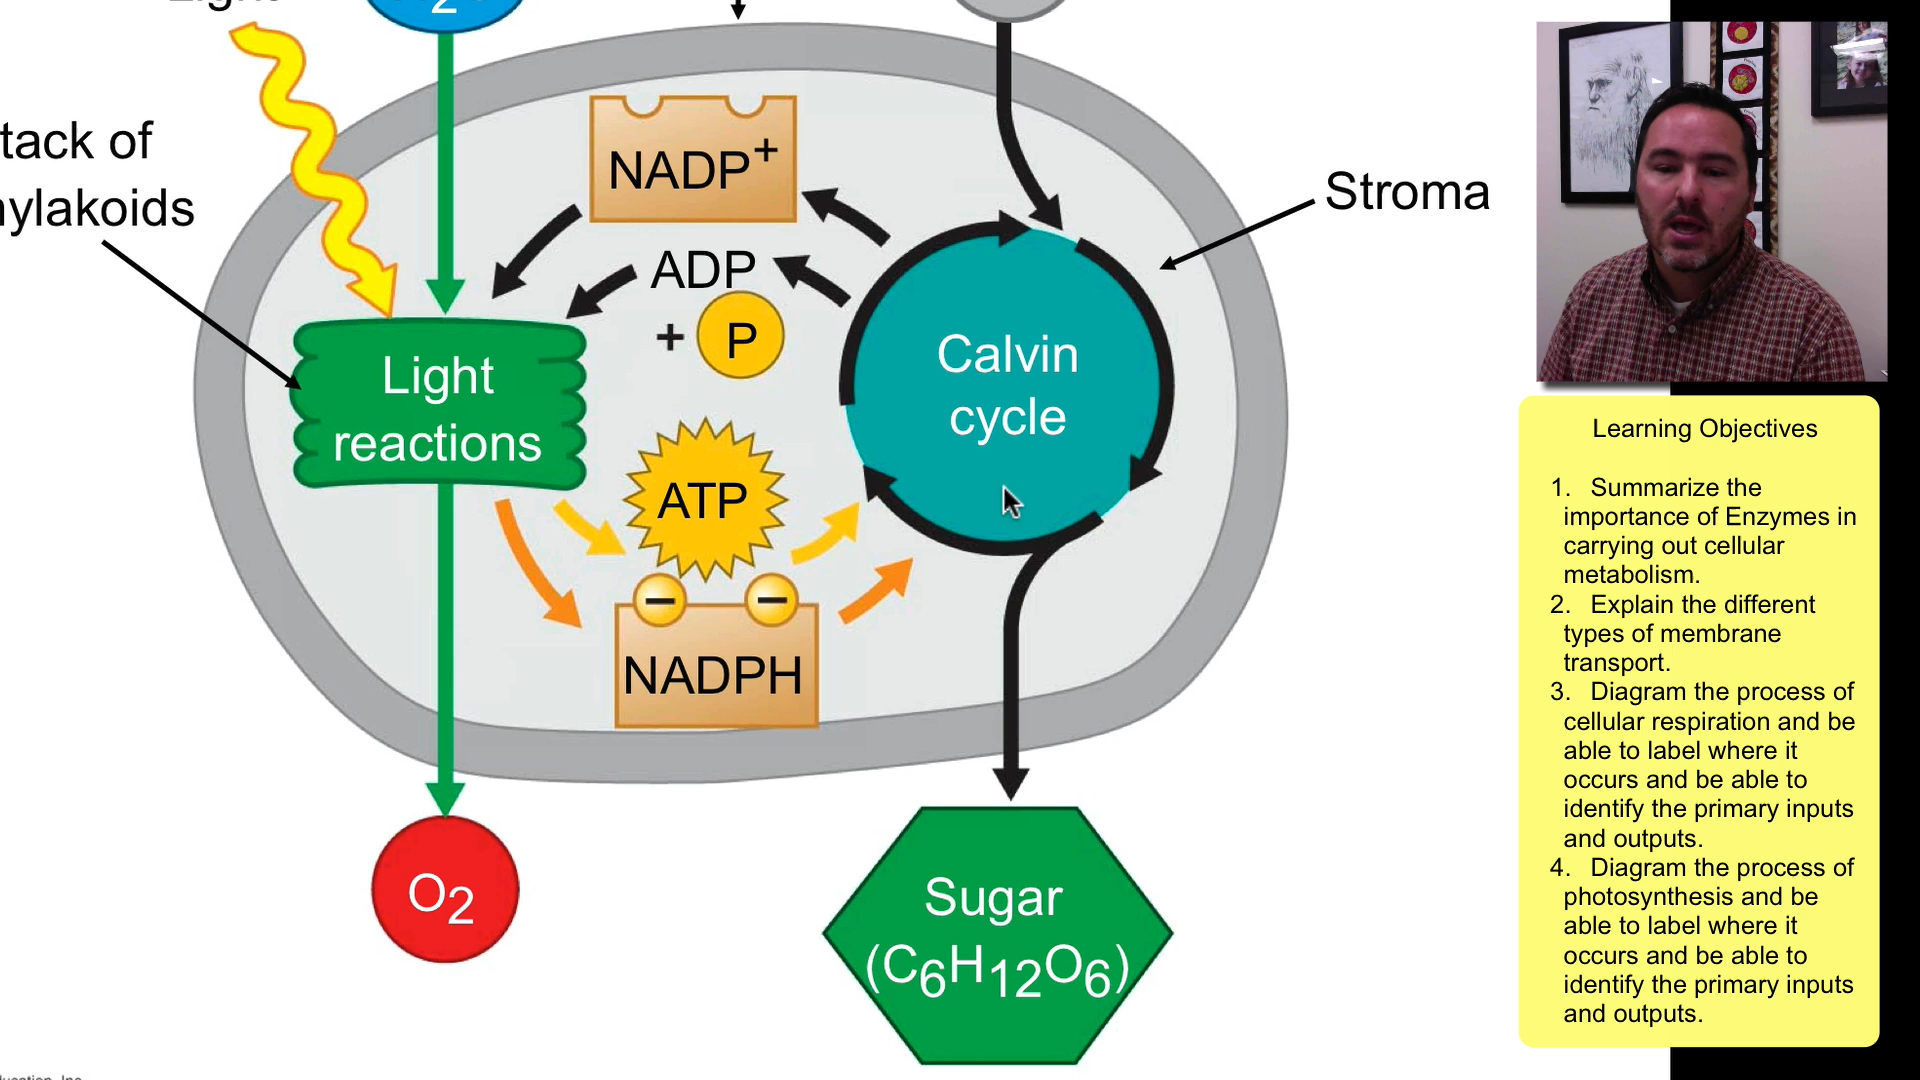 tack of
ylakoids
NADP+
ADP
+ P
Stroma
Light
reactions
Calvin
cycle
ATP
NADPH
O2
Sugar
(C6H12O6)
Learning Objectives
1. Summarize the
importance of Enzymes in
carrying out cellular
metabolism.
2. Explain the different
types of membrane
transport.
3. Diagram the process of
cellular respiration and be
able to label where it
occurs and be able to
identify the primary inputs
and outputs.
4. Diagram the process of
photosynthesis and be
able to label where it
occurs and be able to
identify the primary inputs
and outputs.